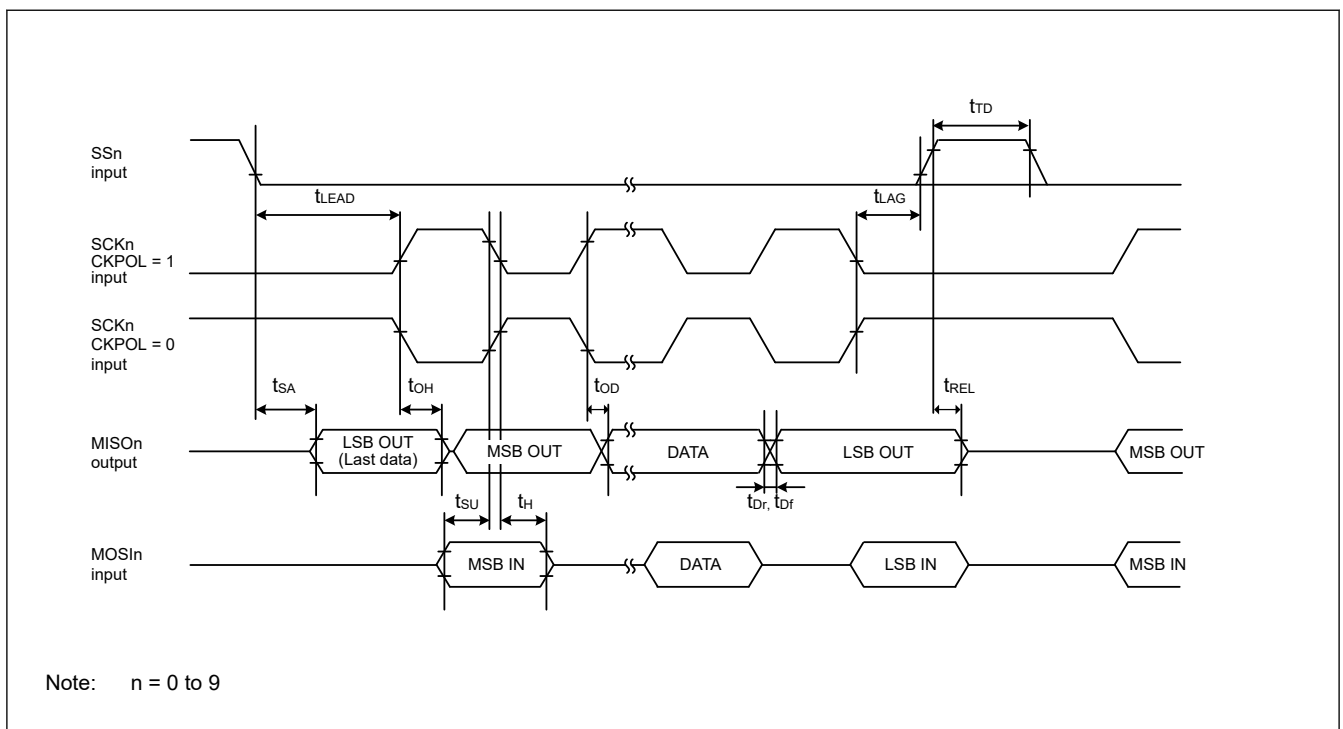 tTD
SSn
input
tLEAD
tLAG
SCKn
CKPOL = 1
input
SCKn
CKPOL = 0
input
tSA
tOH
tOD
tREL
MISOn
output
LSB OUT
(Last data)
MSB OUT
DATA
LSB OUT
MSB OUT
tSU
tH
tDr, tDf
MOSIn
input
MSB IN
DATA
LSB IN
MSB IN
Note: n = 0 to 9